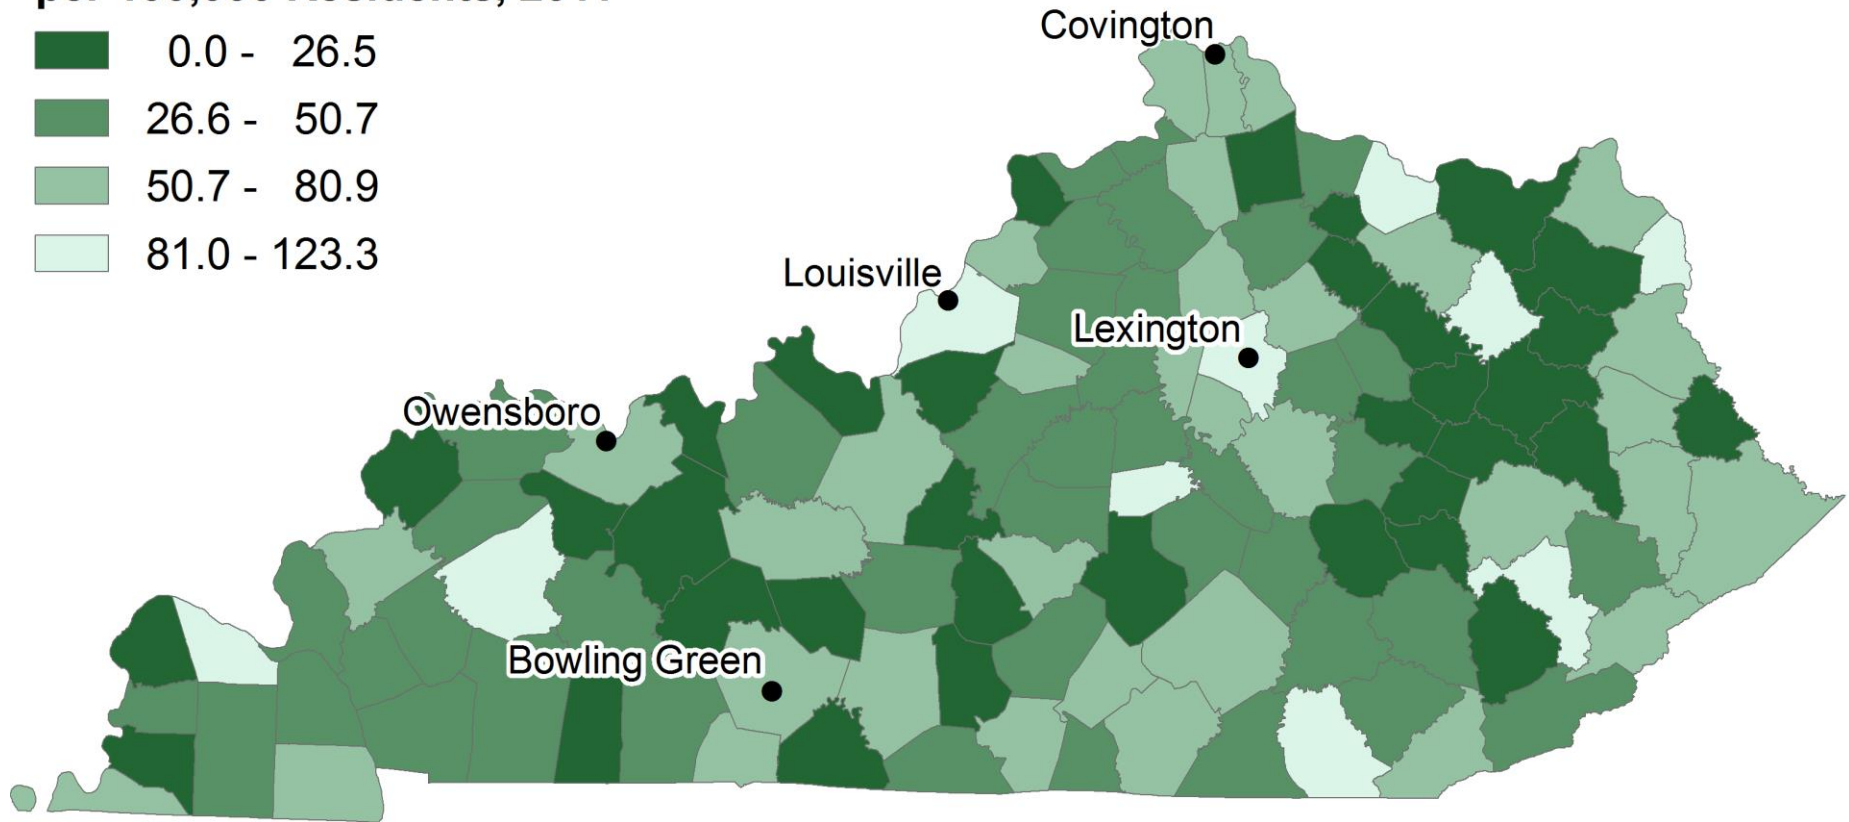 0.0 - 26.5
26.6 - 50.7
50.7 - 80.9
81.0 - 123.3
Covington
Louisville
Lexington
Owensboro
Bowling Green